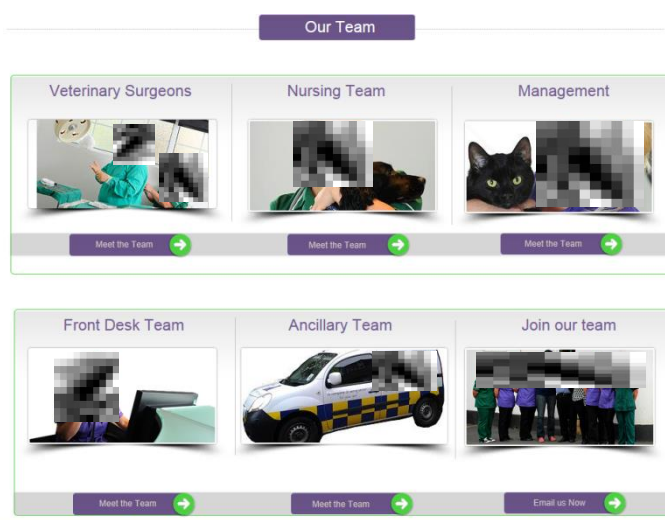 Our Team
Veterinary Surgeons
Nursing Team
Management
Meet the Team
Meet the Team
Meet the Team
Front Desk Team
Ancillary Team
Join our team
Meet the Team
Meet the Team
Email us Now